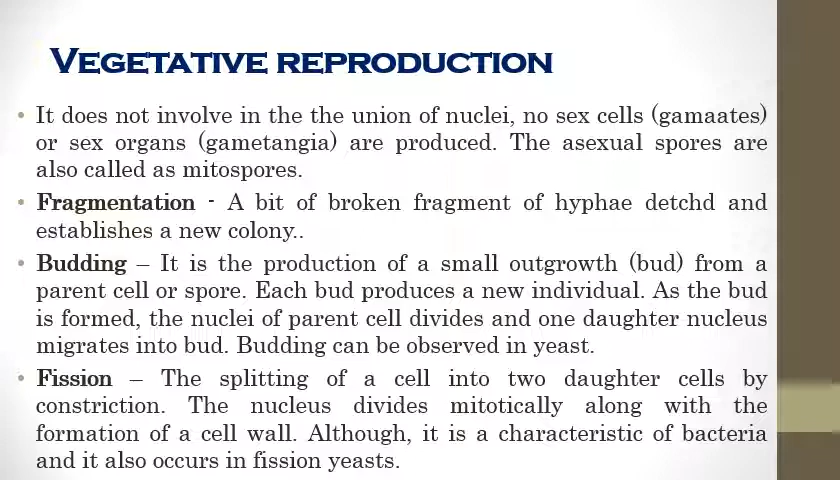 VEGETATIVE REPRODUCTION
• It does not involve in the the union of nuclei, no sex cells (gamaates)
or sex organs (gametangia) are produced. The asexual spores are
also called as mitospores.
• Fragmentation - A bit of broken fragment of hyphae detchd and
establishes a new colony..
• Budding – It is the production of a small outgrowth (bud) from a
parent cell or spore. Each bud produces a new individual. As the bud
is formed, the nuclei of parent cell divides and one daughter nucleus
migrates into bud. Budding can be observed in yeast.
• Fission – The splitting of a cell into two daughter cells by
constriction. The nucleus divides mitotically along with the
formation of a cell wall. Although, it is a characteristic of bacteria
and it also occurs in fission yeasts.